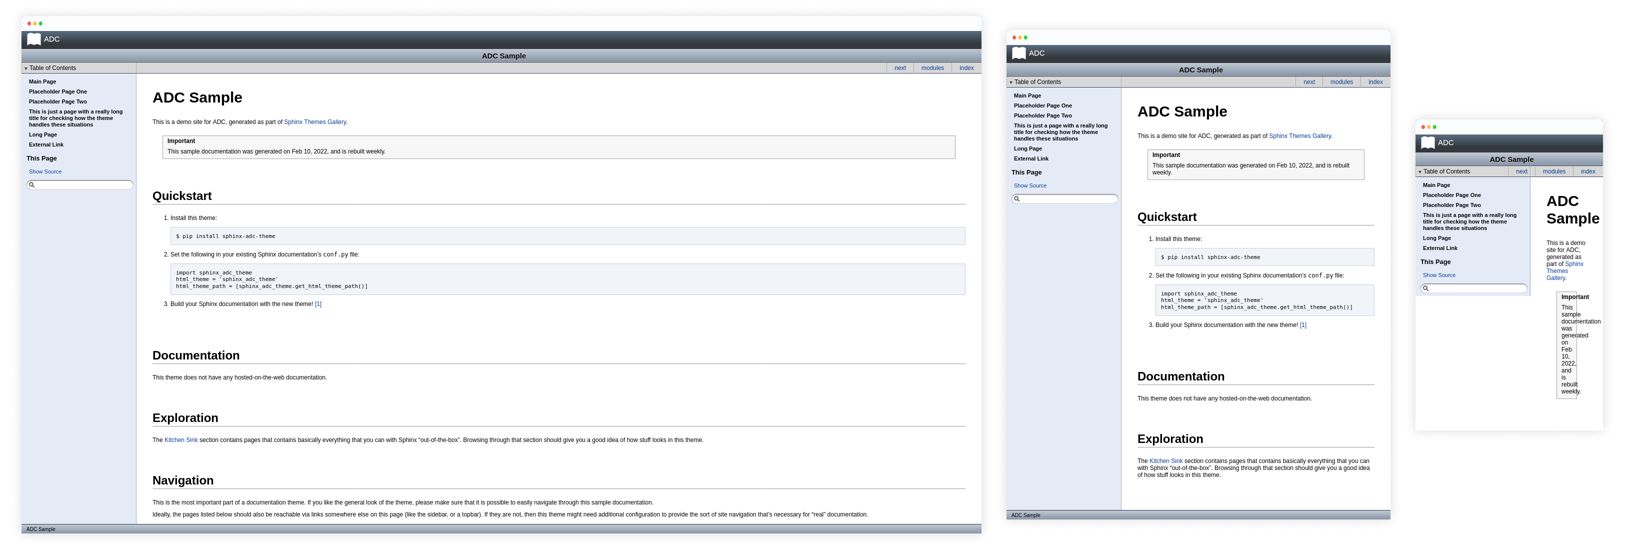 ADC
ADC Sample
▾ Table of Contents
next
modules
index
Main Page
Placeholder Page One
Placeholder Page Two
This is just a page with a really long
title for checking how the theme
handles these situations
Long Page
External Link
This Page
Show Source
ADC Sample
This is a demo site for ADC, generated as part of Sphinx Themes Gallery.
Important
This sample documentation was generated on Feb 10, 2022, and is rebuilt weekly.
Quickstart
1. Install this theme:
$ pip install sphinx-adc-theme
2. Set the following in your existing Sphinx documentation's conf.py file:
import sphinx_adc_theme
html_theme = 'sphinx_adc_theme'
html_theme_path = [sphinx_adc_theme.get_html_theme_path()]
3. Build your Sphinx documentation with the new theme! [1]
Documentation
This theme does not have any hosted-on-the-web documentation.
Exploration
The Kitchen Sink section contains pages that contains basically everything that you can with Sphinx “out-of-the-box”. Browsing through that section should give you a good idea of how stuff looks in this theme.
Navigation
This is the most important part of a documentation theme. If you like the general look of the theme, please make sure that it is possible to easily navigate through this sample documentation.
Ideally, the pages listed below should also be reachable via links somewhere else on this page (like the sidebar, or a topbar). If they are not, then this theme might need additional configuration to provide the sort of site navigation that's necessary for “real” documentation.
ADC Sample
ADC
ADC Sample
▾ Table of Contents
next
modules
index
Main Page
Placeholder Page One
Placeholder Page Two
This is just a page with a really long
title for checking how the theme
handles these situations
Long Page
External Link
This Page
Show Source
ADC Sample
This is a demo site for ADC, generated as part of Sphinx Themes Gallery.
Important
This sample documentation was generated on Feb 10, 2022, and is rebuilt
weekly.
Quickstart
1. Install this theme:
$ pip install sphinx-adc-theme
2. Set the following in your existing Sphinx documentation's conf.py file:
import sphinx_adc_theme
html_theme = 'sphinx_adc_theme'
html_theme_path = [sphinx_adc_theme.get_html_theme_path()]
3. Build your Sphinx documentation with the new theme! [1]
Documentation
This theme does not have any hosted-on-the-web documentation.
Exploration
The Kitchen Sink section contains pages that contains basically everything that you can
with Sphinx “out-of-the-box”. Browsing through that section should give you a good idea
of how stuff looks in this theme.
ADC Sample
ADC
ADC Sample
▾ Table of Contents
next
modules
index
Main Page
Placeholder Page One
Placeholder Page Two
This is just a page with a really long
title for checking how the theme
handles these situations
Long Page
External Link
This Page
Show Source
ADC
Sample
This is a demo
site for ADC,
generated as
part of Sphinx
Themes
Gallery.
Important
This
sample
documentation
was
generated
on
Feb
10,
2022,
and
is
rebuilt
weekly.